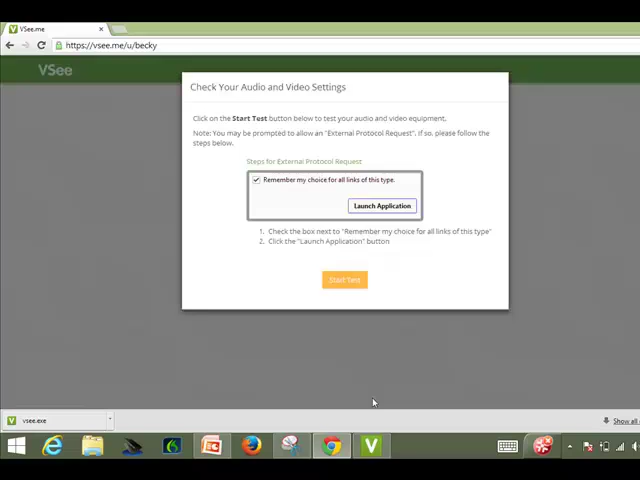 VSee.me
https://vsee.me/u/becky
VSee
Check Your Audio and Video Settings
Click on the Start Test button below to test your audio and video equipment.
Note: You may be prompted to allow an "External Protocol Request". If so, please follow the
steps below.
Steps for External Protocol Request
Remember my choice for all links of this type.
Launch Application
1. Check the box next to "Remember my choice for all links of this type"
2. Click the "Launch Application" button
Start Test
vsee.exe
Show all